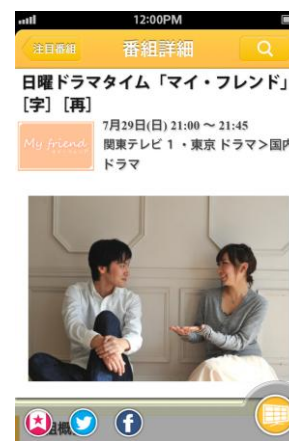 12:00PM
注目番組
番組詳細
日曜ドラマタイム「マイ・フレンド」
[字] [再]
My friend
7月29日(日) 21:00 ～ 21:45
関東テレビ 1 ・東京 ドラマ＞国内
ドラマ